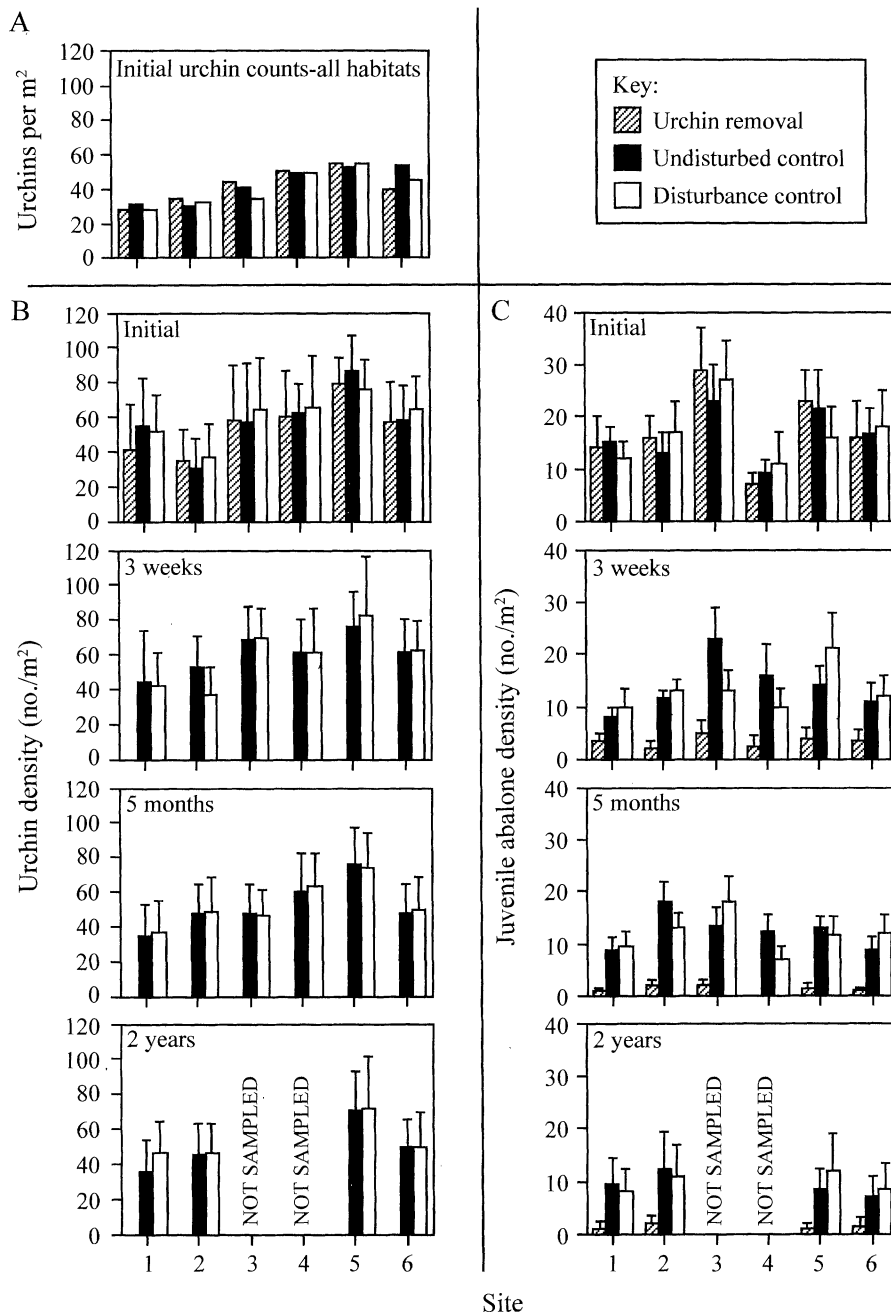 A
Urchins per m²
120
100
80
60
40
20
0
Initial urchin counts-all habitats
Key:
Urchin removal
Undisturbed control
Disturbance control
B
Urchin density (no./m²)
120
100
80
60
40
20
0
Initial
120
100
80
60
40
20
0
3 weeks
100
80
60
40
20
0
5 months
100
80
60
40
20
0
2 years
NOT SAMPLED
NOT SAMPLED
1 2 3 4 5 6
C
Juvenile abalone density (no./m²)
40
30
20
10
0
Initial
40
30
20
10
0
3 weeks
40
30
20
10
0
5 months
40
30
20
10
0
2 years
NOT SAMPLED
NOT SAMPLED
1 2 3 4 5 6
Site